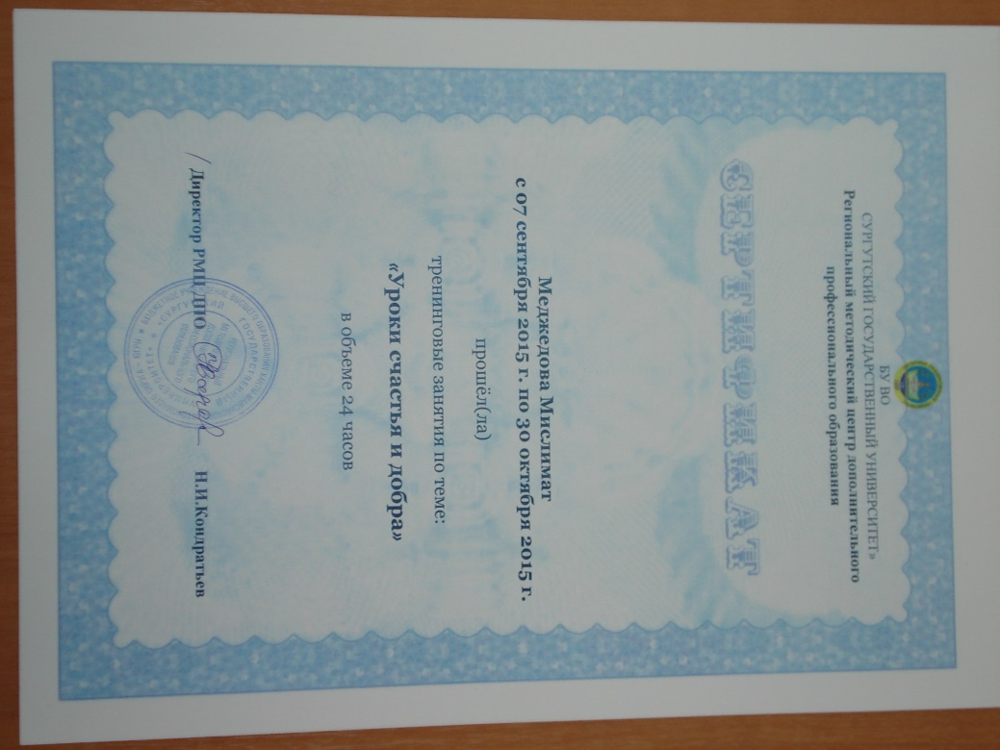 БУ ВО
СУРГУТСКИЙ ГОСУДАРСТВЕННЫЙ УНИВЕРСИТЕТ»
Региональный методический центр дополнительного
профессионального образования
СЕРТИФИКАТ
Меджедова Мислимат
с 07 сентября 2015 г. по 30 октября 2015 г.
прошёл(ла)
тренинговые занятия по теме:
«Уроки счастья и добра»
в объеме 24 часов
/ Директор РМЦ ДПО Н.И.Кондратьев